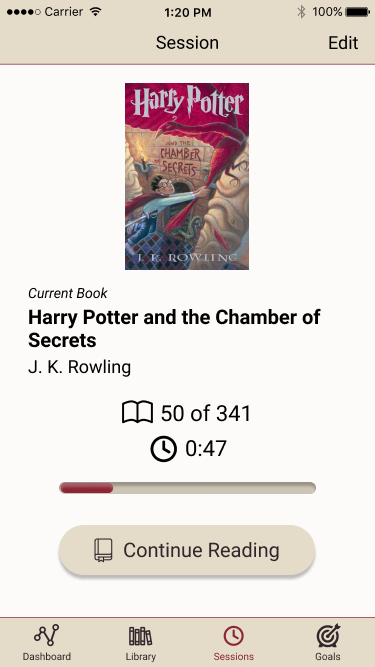 Carrier 1:20 PM 100%
Session Edit
Harry Potter
AND THE
CHAMBER
OF
SECRETS
J. K. ROWLING
Current Book
Harry Potter and the Chamber of
Secrets
J. K. Rowling
50 of 341
0:47
Continue Reading
Dashboard Library Sessions Goals